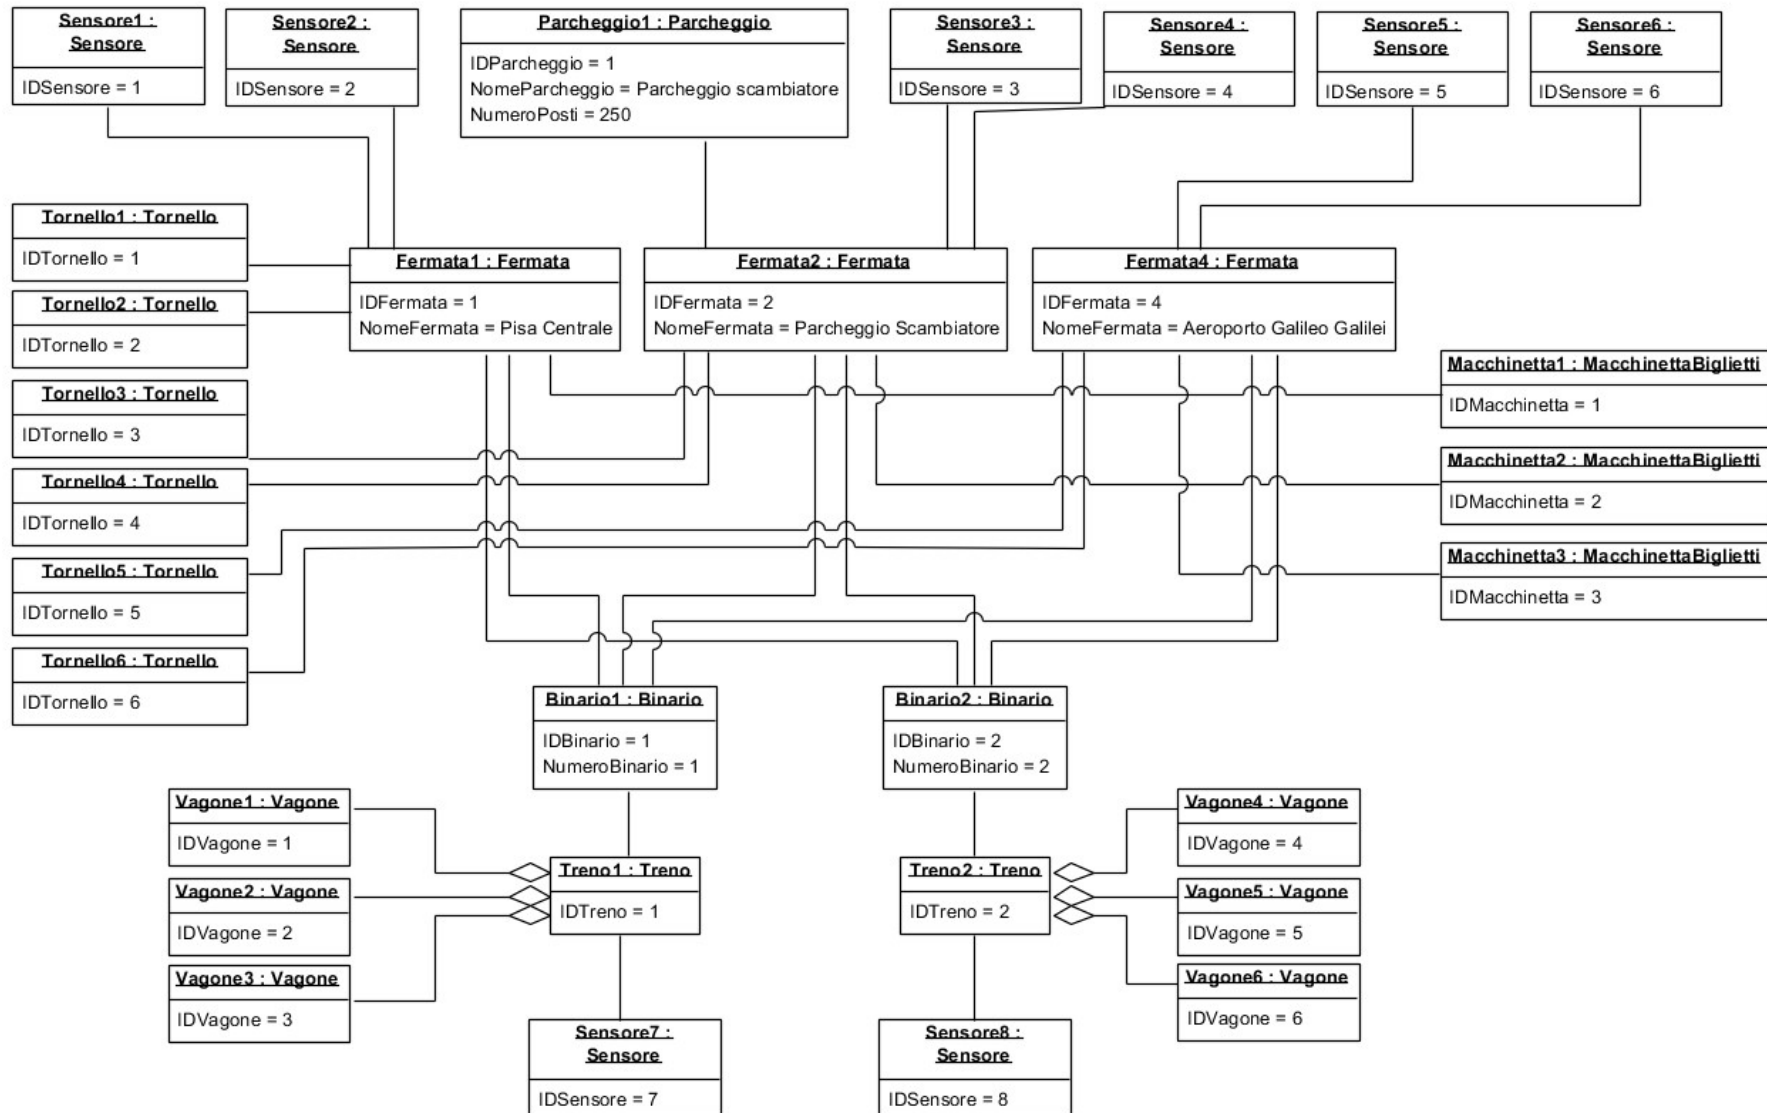 Sensore1 :
Sensore
IDSensore = 1
Sensore2 :
Sensore
IDSensore = 2
Parcheggio1 : Parcheggio
IDParcheggio = 1
NomeParcheggio = Parcheggio scambiatore
NumeroPosti = 250
Sensore3 :
Sensore
IDSensore = 3
Sensore4 :
Sensore
IDSensore = 4
Sensore5 :
Sensore
IDSensore = 5
Sensore6 :
Sensore
IDSensore = 6
Tornello1 : Tornello
IDTornello = 1
Tornello2 : Tornello
IDTornello = 2
Tornello3 : Tornello
IDTornello = 3
Tornello4 : Tornello
IDTornello = 4
Tornello5 : Tornello
IDTornello = 5
Tornello6 : Tornello
IDTornello = 6
Fermata1 : Fermata
IDFermata = 1
NomeFermata = Pisa Centrale
Fermata2 : Fermata
IDFermata = 2
NomeFermata = Parcheggio Scambiatore
Fermata4 : Fermata
IDFermata = 4
NomeFermata = Aeroporto Galileo Galilei
Macchinetta1 : MacchinettaBiglietti
IDMacchinetta = 1
Macchinetta2 : MacchinettaBiglietti
IDMacchinetta = 2
Macchinetta3 : MacchinettaBiglietti
IDMacchinetta = 3
Binario1 : Binario
IDBinario = 1
NumeroBinario = 1
Binario2 : Binario
IDBinario = 2
NumeroBinario = 2
Vagone1 : Vagone
IDVagone = 1
Vagone2 : Vagone
IDVagone = 2
Vagone3 : Vagone
IDVagone = 3
Treno1 : Treno
IDTreno = 1
Treno2 : Treno
IDTreno = 2
Vagone4 : Vagone
IDVagone = 4
Vagone5 : Vagone
IDVagone = 5
Vagone6 : Vagone
IDVagone = 6
Sensore7 :
Sensore
IDSensore = 7
Sensore8 :
Sensore
IDSensore = 8